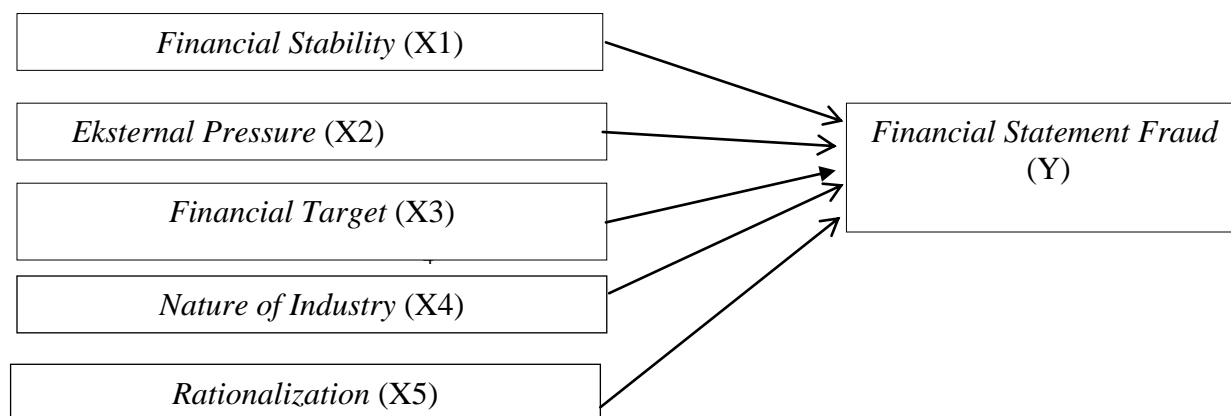 Financial Stability (X1)
Eksternal Pressure (X2)
Financial Statement Fraud
(Y)
Financial Target (X3)
Nature of Industry (X4)
Rationalization (X5)